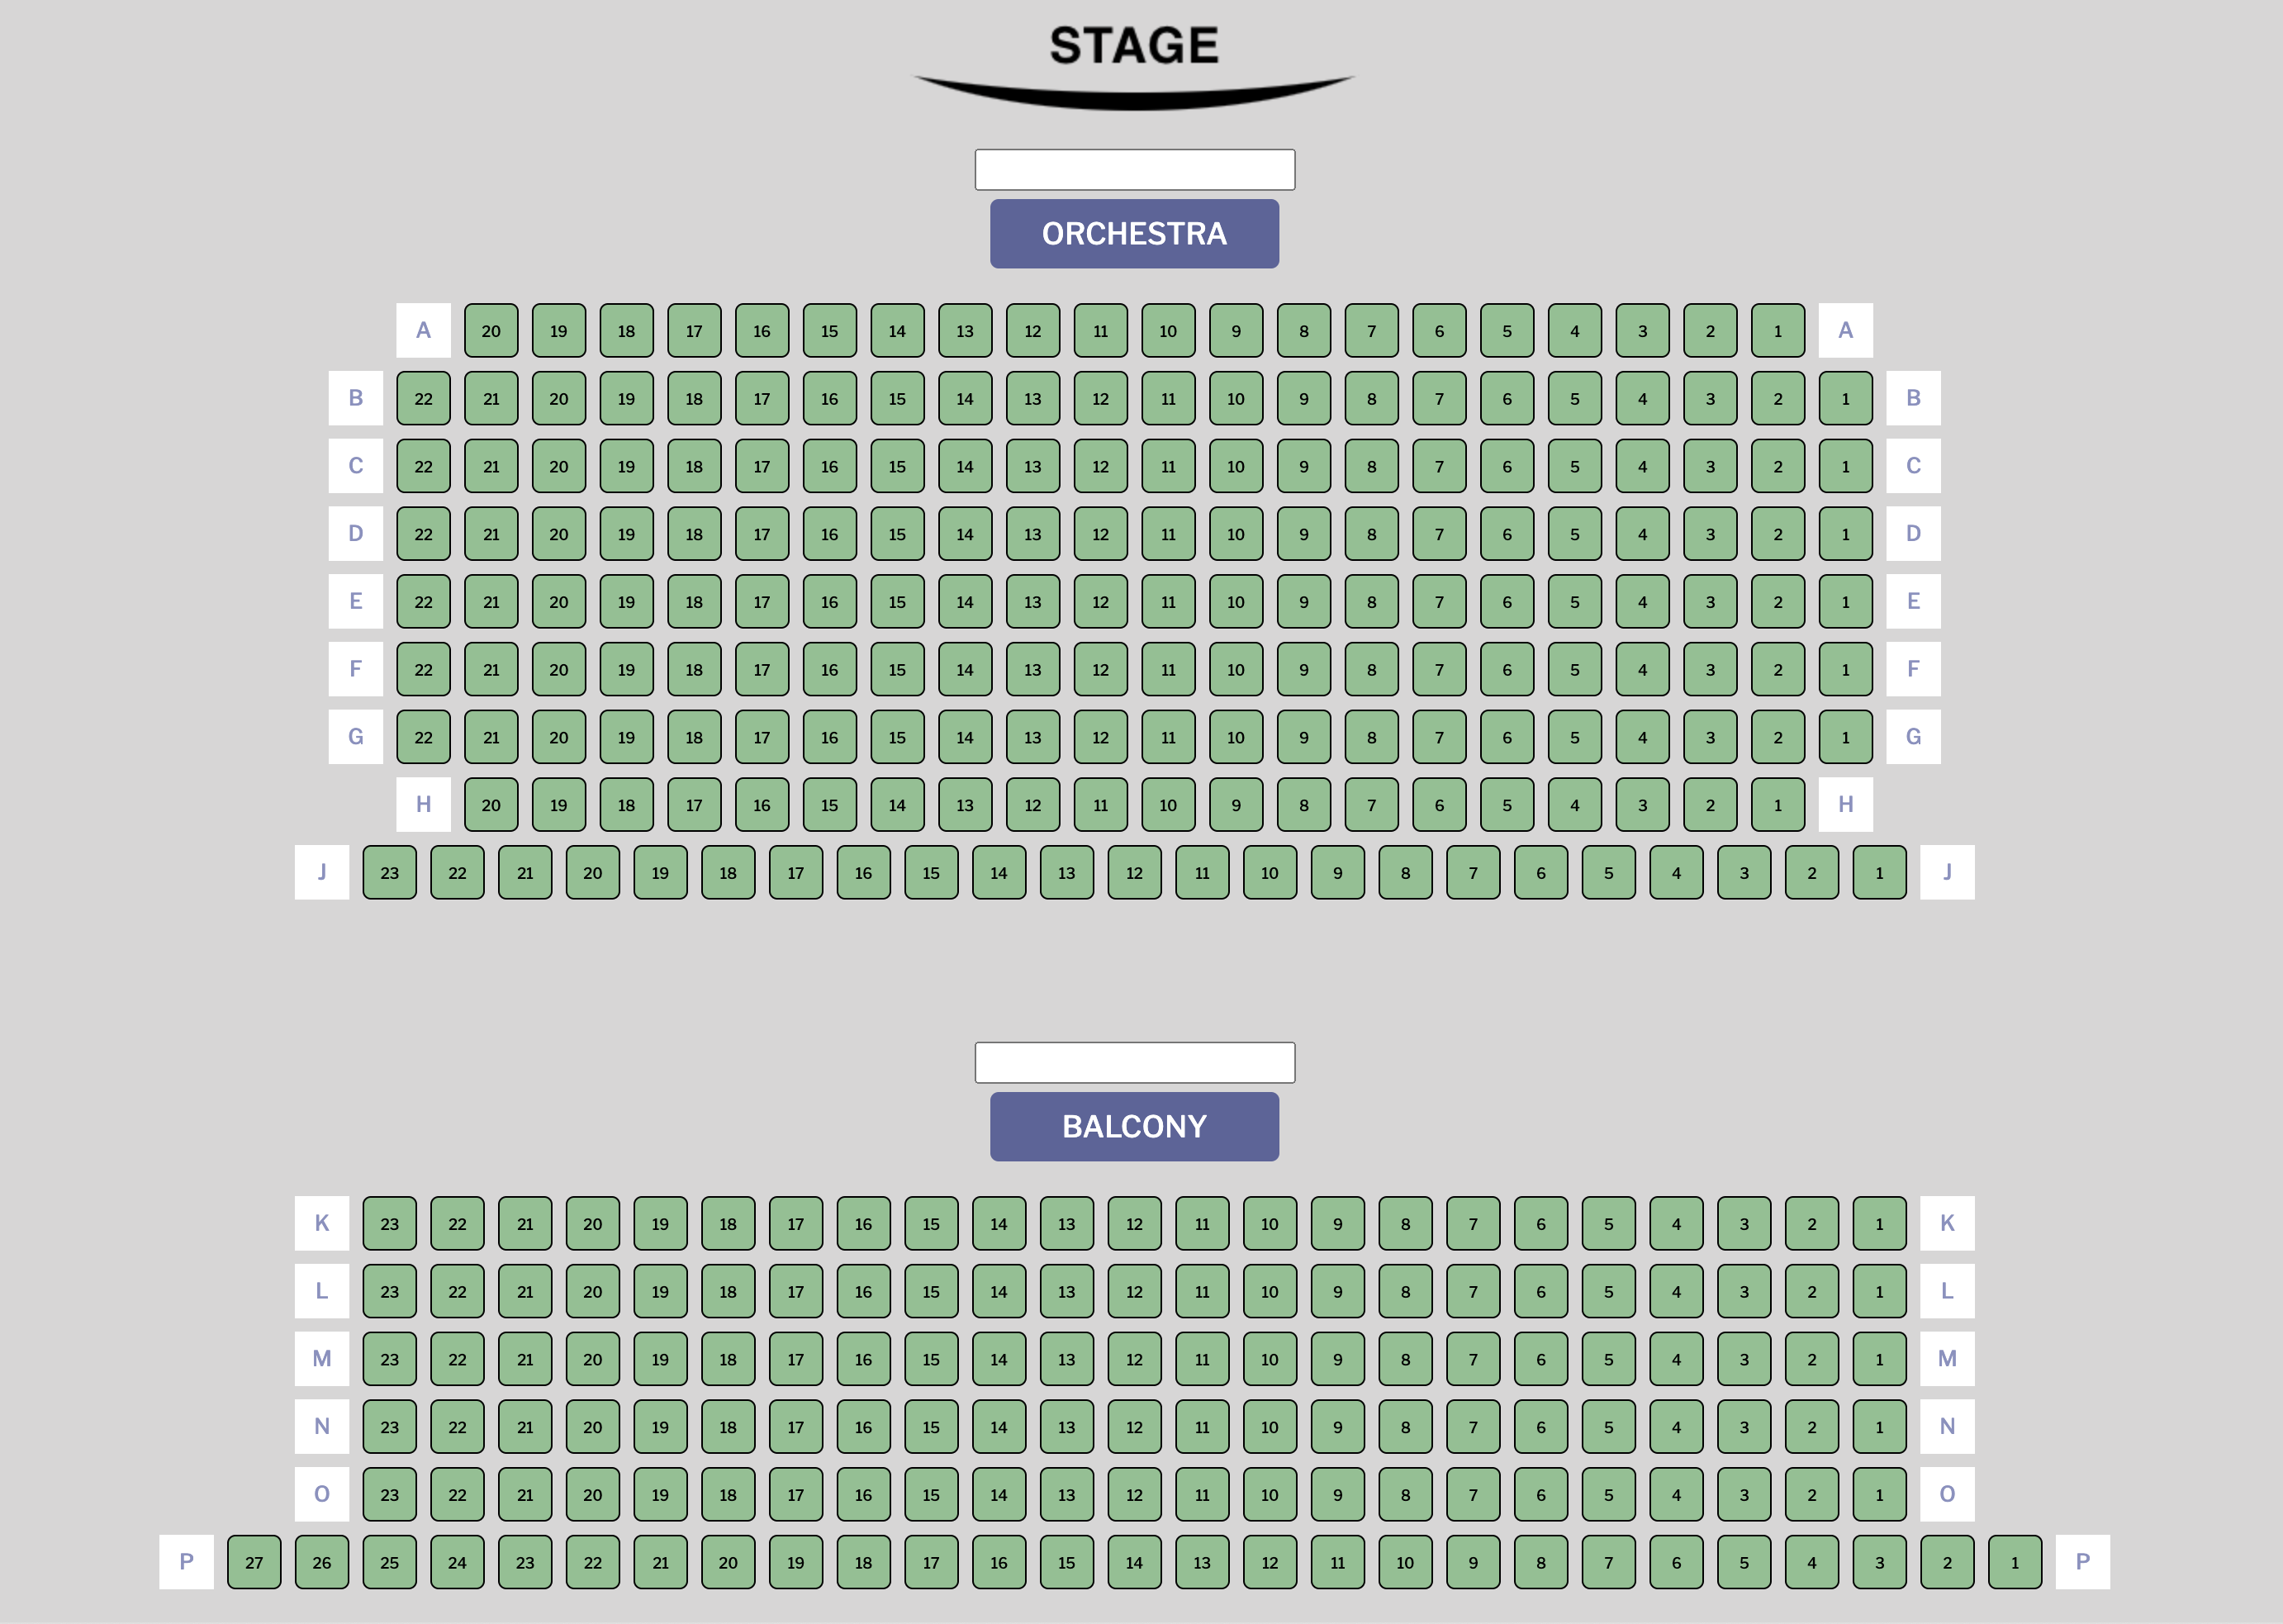 STAGE
ORCHESTRA
A 20 19 18 17 16 15 14 13 12 11 10 9 8 7 6 5 4 3 2 1 A
B 22 21 20 19 18 17 16 15 14 13 12 11 10 9 8 7 6 5 4 3 2 1 B
C 22 21 20 19 18 17 16 15 14 13 12 11 10 9 8 7 6 5 4 3 2 1 C
D 22 21 20 19 18 17 16 15 14 13 12 11 10 9 8 7 6 5 4 3 2 1 D
E 22 21 20 19 18 17 16 15 14 13 12 11 10 9 8 7 6 5 4 3 2 1 E
F 22 21 20 19 18 17 16 15 14 13 12 11 10 9 8 7 6 5 4 3 2 1 F
G 22 21 20 19 18 17 16 15 14 13 12 11 10 9 8 7 6 5 4 3 2 1 G
H 20 19 18 17 16 15 14 13 12 11 10 9 8 7 6 5 4 3 2 1 H
J 23 22 21 20 19 18 17 16 15 14 13 12 11 10 9 8 7 6 5 4 3 2 1 J
BALCONY
K 23 22 21 20 19 18 17 16 15 14 13 12 11 10 9 8 7 6 5 4 3 2 1 K
L 23 22 21 20 19 18 17 16 15 14 13 12 11 10 9 8 7 6 5 4 3 2 1 L
M 23 22 21 20 19 18 17 16 15 14 13 12 11 10 9 8 7 6 5 4 3 2 1 M
N 23 22 21 20 19 18 17 16 15 14 13 12 11 10 9 8 7 6 5 4 3 2 1 N
O 23 22 21 20 19 18 17 16 15 14 13 12 11 10 9 8 7 6 5 4 3 2 1 O
P 27 26 25 24 23 22 21 20 19 18 17 16 15 14 13 12 11 10 9 8 7 6 5 4 3 2 1 P